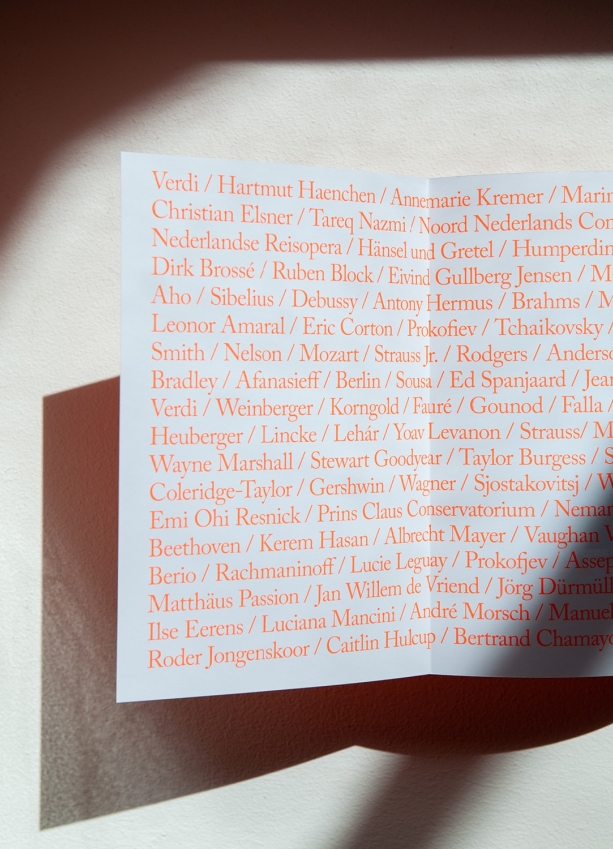 Verdi / Hartmut Haenchen / Annemarie Kremer / Marin
Christian Elsner / Tareq Nazmi / Noord Nederlands Con
Nederlandse Reisopera / Hänsel und Gretel / Humperdin
Dirk Brossé / Ruben Block / Eivind Gullberg Jensen / M
Aho / Sibelius / Debussy / Antony Hermus / Brahms / M
Leonor Amaral / Eric Corton / Prokofiev / Tchaikovsky /
Smith / Nelson / Mozart / Strauss Jr. / Rodgers / Anderso
Bradley / Afanasieff / Berlin / Sousa / Ed Spanjaard / Jea
Verdi / Weinberger / Korngold / Fauré / Gounod / Falla /
Heuberger / Lincke / Lehár / Yoav Levanon / Strauss/ M
Wayne Marshall / Stewart Goodyear / Taylor Burgess / S
Coleridge-Taylor / Gershwin / Wagner / Sjostakovitsj / W
Emi Ohi Resnick / Prins Claus Conservatorium / Neman
Beethoven / Kerem Hasan / Albrecht Mayer / Vaughan W
Berio / Rachmaninoff / Lucie Leguay / Prokofjev / Assep
Matthäus Passion / Jan Willem de Vriend / Jörg Dürmüll
Ilse Eerens / Luciana Mancini / André Morsch / Manuel
Roder Jongenskoor / Caitlin Hulcup / Bertrand Chamayo